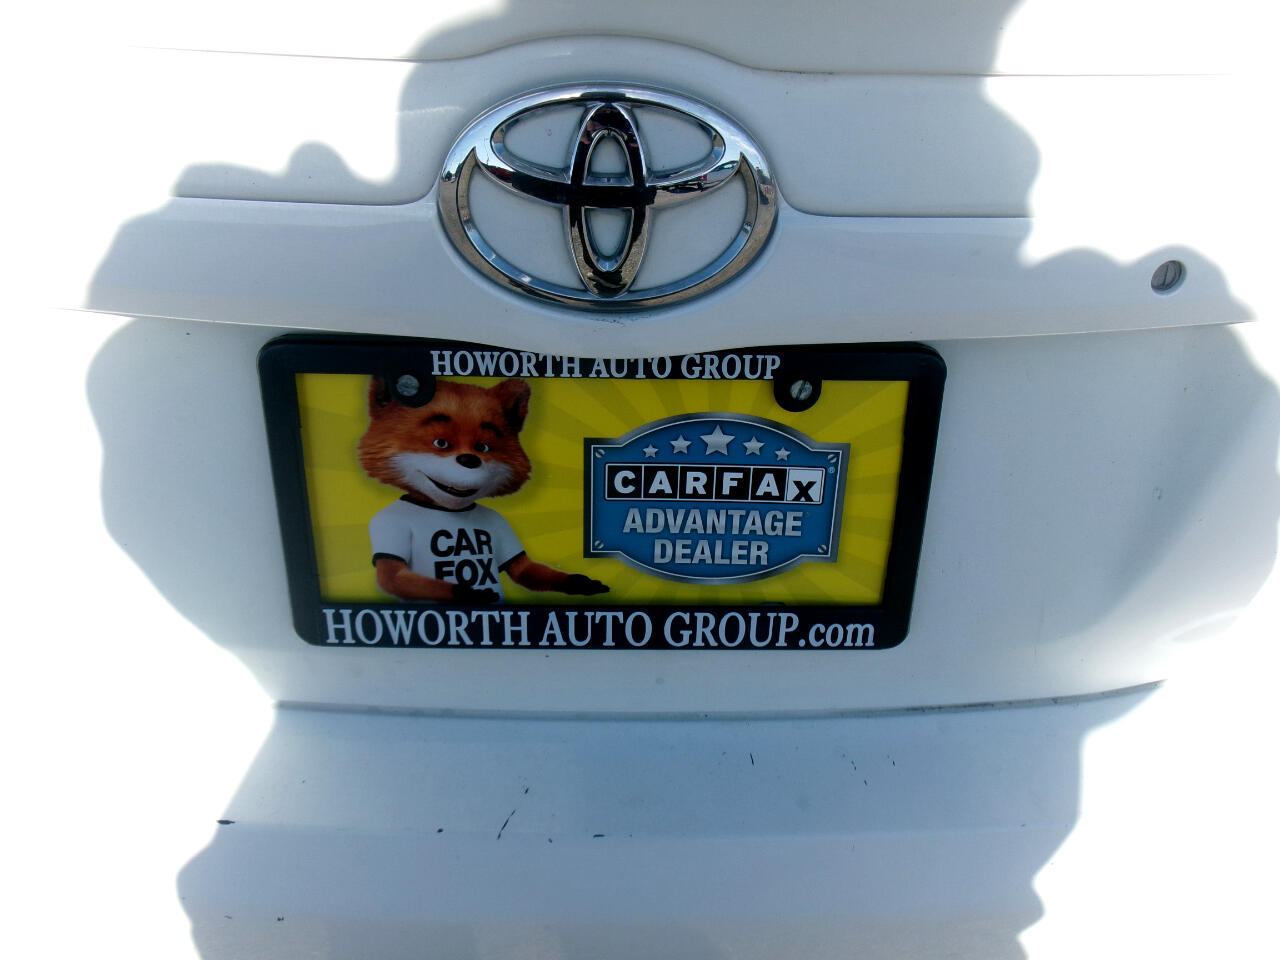 HOWORTH AUTO GROUP
CARFAX®
ADVANTAGE
DEALER
CAR
FOX
HOWORTH AUTO GROUP.com